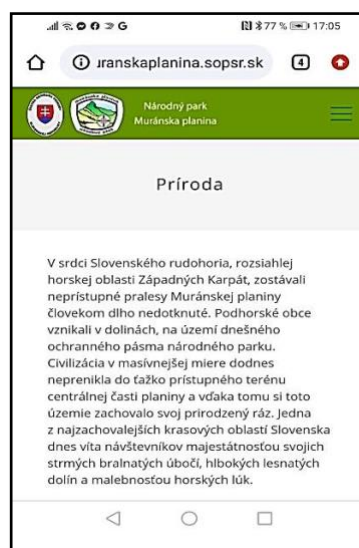 77 % 17:05
uranskaplanina.sopsr.sk 4
Národný park
Muránska planina
Príroda
V srdci Slovenského rudohoria, rozsiahlej
horskej oblasti Západných Karpát, zostávali
neprístupné pralesy Muránskej planiny
človekom dlho nedotknuté. Podhorské obce
vznikali v dolinách, na území dnešného
ochranného pásma národného parku.
Civilizácia v masívnejšej miere dodnes
neprenikla do ťažko prístupného terénu
centrálnej časti planiny a vďaka tomu si toto
územie zachovalo svoj prirodzený ráz. Jedna
z najzachovalejších krasových oblastí Slovenska
dnes víta návštevníkov majestátnosťou svojich
strmých bralnatých úbočí, hlbokých lesnatých
dolín a malebnosťou horských lúk.